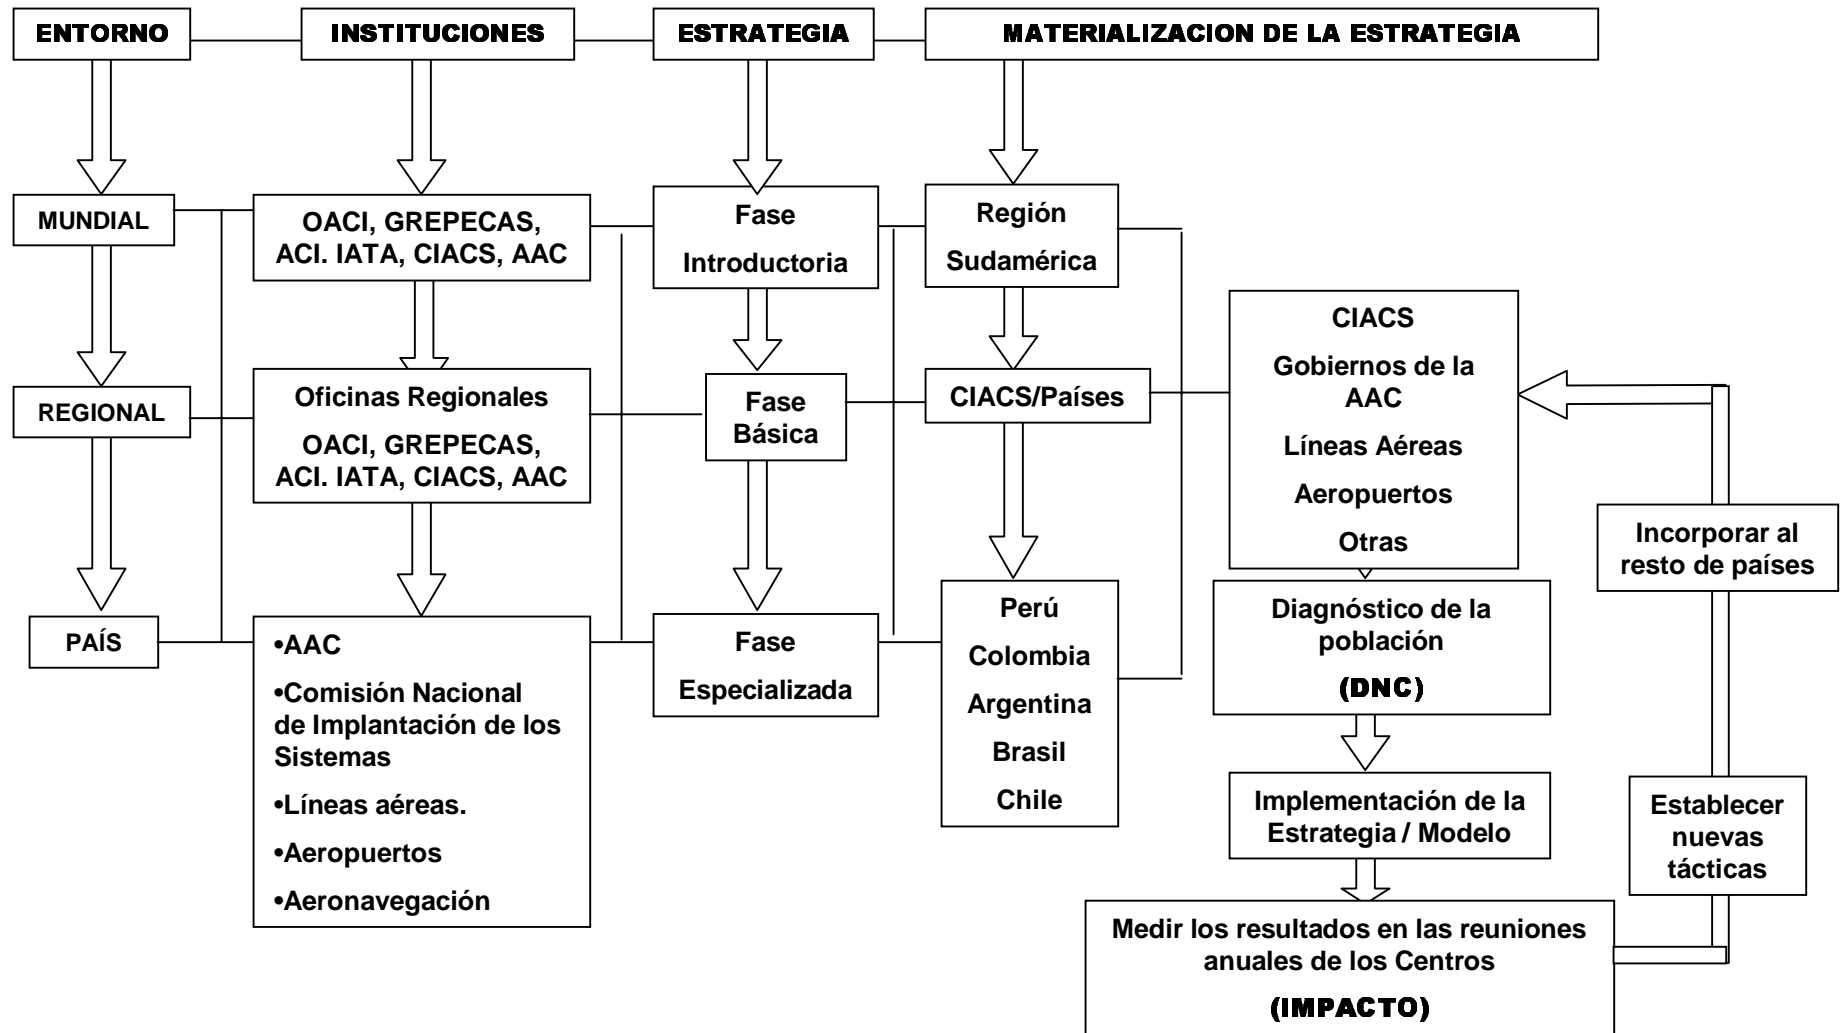 ENTORNO
INSTITUCIONES
ESTRATEGIA
MATERIALIZACION DE LA ESTRATEGIA
MUNDIAL
OACI, GREPECAS,
ACI. IATA, CIACS, AAC
Fase
Introductoria
Región
Sudamérica
REGIONAL
Oficinas Regionales
OACI, GREPECAS,
ACI. IATA, CIACS, AAC
Fase
Básica
CIACS/Países
PAÍS
•AAC
•Comisión Nacional
de Implantación de los
Sistemas
•Líneas aéreas.
•Aeropuertos
•Aeronavegación
Fase
Especializada
Perú
Colombia
Argentina
Brasil
Chile
CIACS
Gobiernos de la
AAC
Líneas Aéreas
Aeropuertos
Otras
Diagnóstico de la
población
(DNC)
Implementación de la
Estrategia / Modelo
Medir los resultados en las reuniones
anuales de los Centros
(IMPACTO)
Incorporar al
resto de países
Establecer
nuevas
tácticas